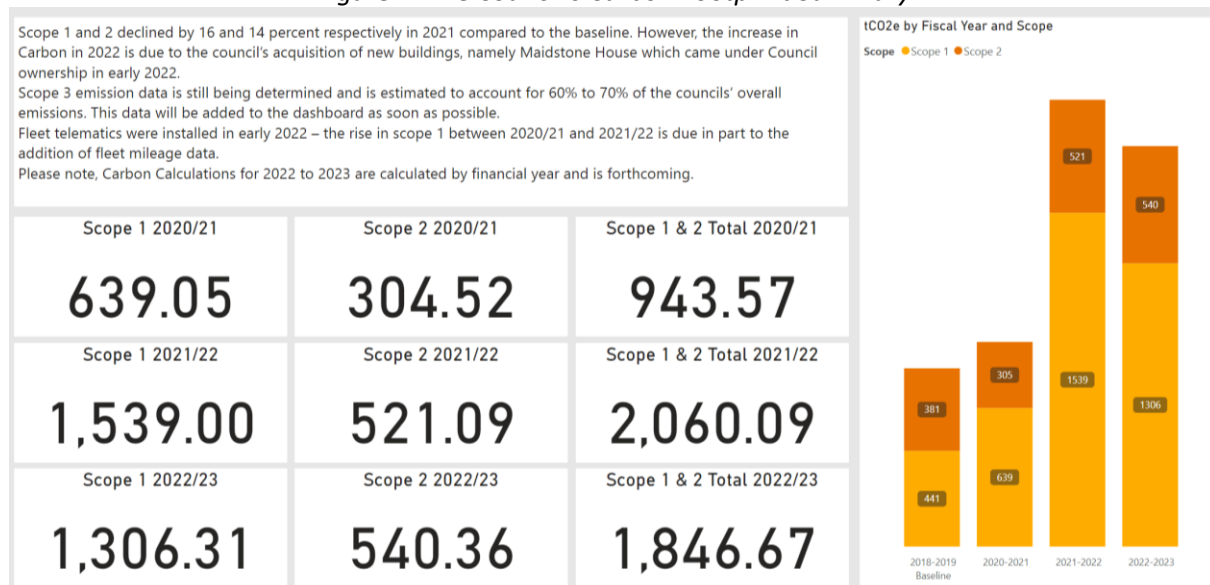 Scope 1 and 2 declined by 16 and 14 percent respectively in 2021 compared to the baseline. However, the increase in
Carbon in 2022 is due to the council's acquisition of new buildings, namely Maidstone House which came under Council
ownership in early 2022.
Scope 3 emission data is still being determined and is estimated to account for 60% to 70% of the councils' overall
emissions. This data will be added to the dashboard as soon as possible.
Fleet telematics were installed in early 2022 – the rise in scope 1 between 2020/21 and 2021/22 is due in part to the
addition of fleet mileage data.
Please note, Carbon Calculations for 2022 to 2023 are calculated by financial year and is forthcoming.
Scope 1 2020/21
639.05
Scope 2 2020/21
304.52
Scope 1 & 2 Total 2020/21
943.57
Scope 1 2021/22
1,539.00
Scope 2 2021/22
521.09
Scope 1 & 2 Total 2021/22
2,060.09
Scope 1 2022/23
1,306.31
Scope 2 2022/23
540.36
Scope 1 & 2 Total 2022/23
1,846.67
tCO2e by Fiscal Year and Scope
Scope Scope 1 Scope 2
381
441
305
639
521
1539
540
1306
2018-2019
Baseline
2020-2021
2021-2022
2022-2023